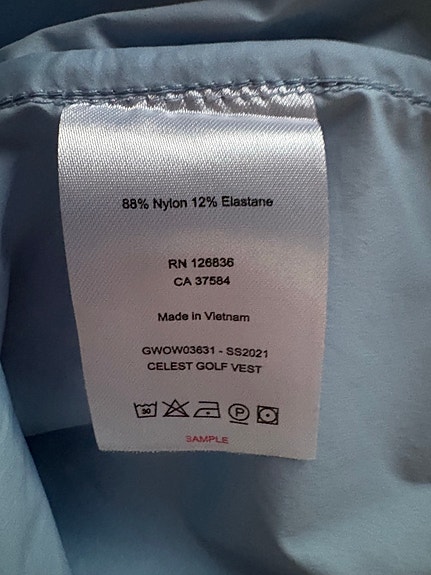 88% Nylon 12% Elastane
RN 126836
CA 37584
Made in Vietnam
GWOW03631 - SS2021
CELEST GOLF VEST
30 P
SAMPLE